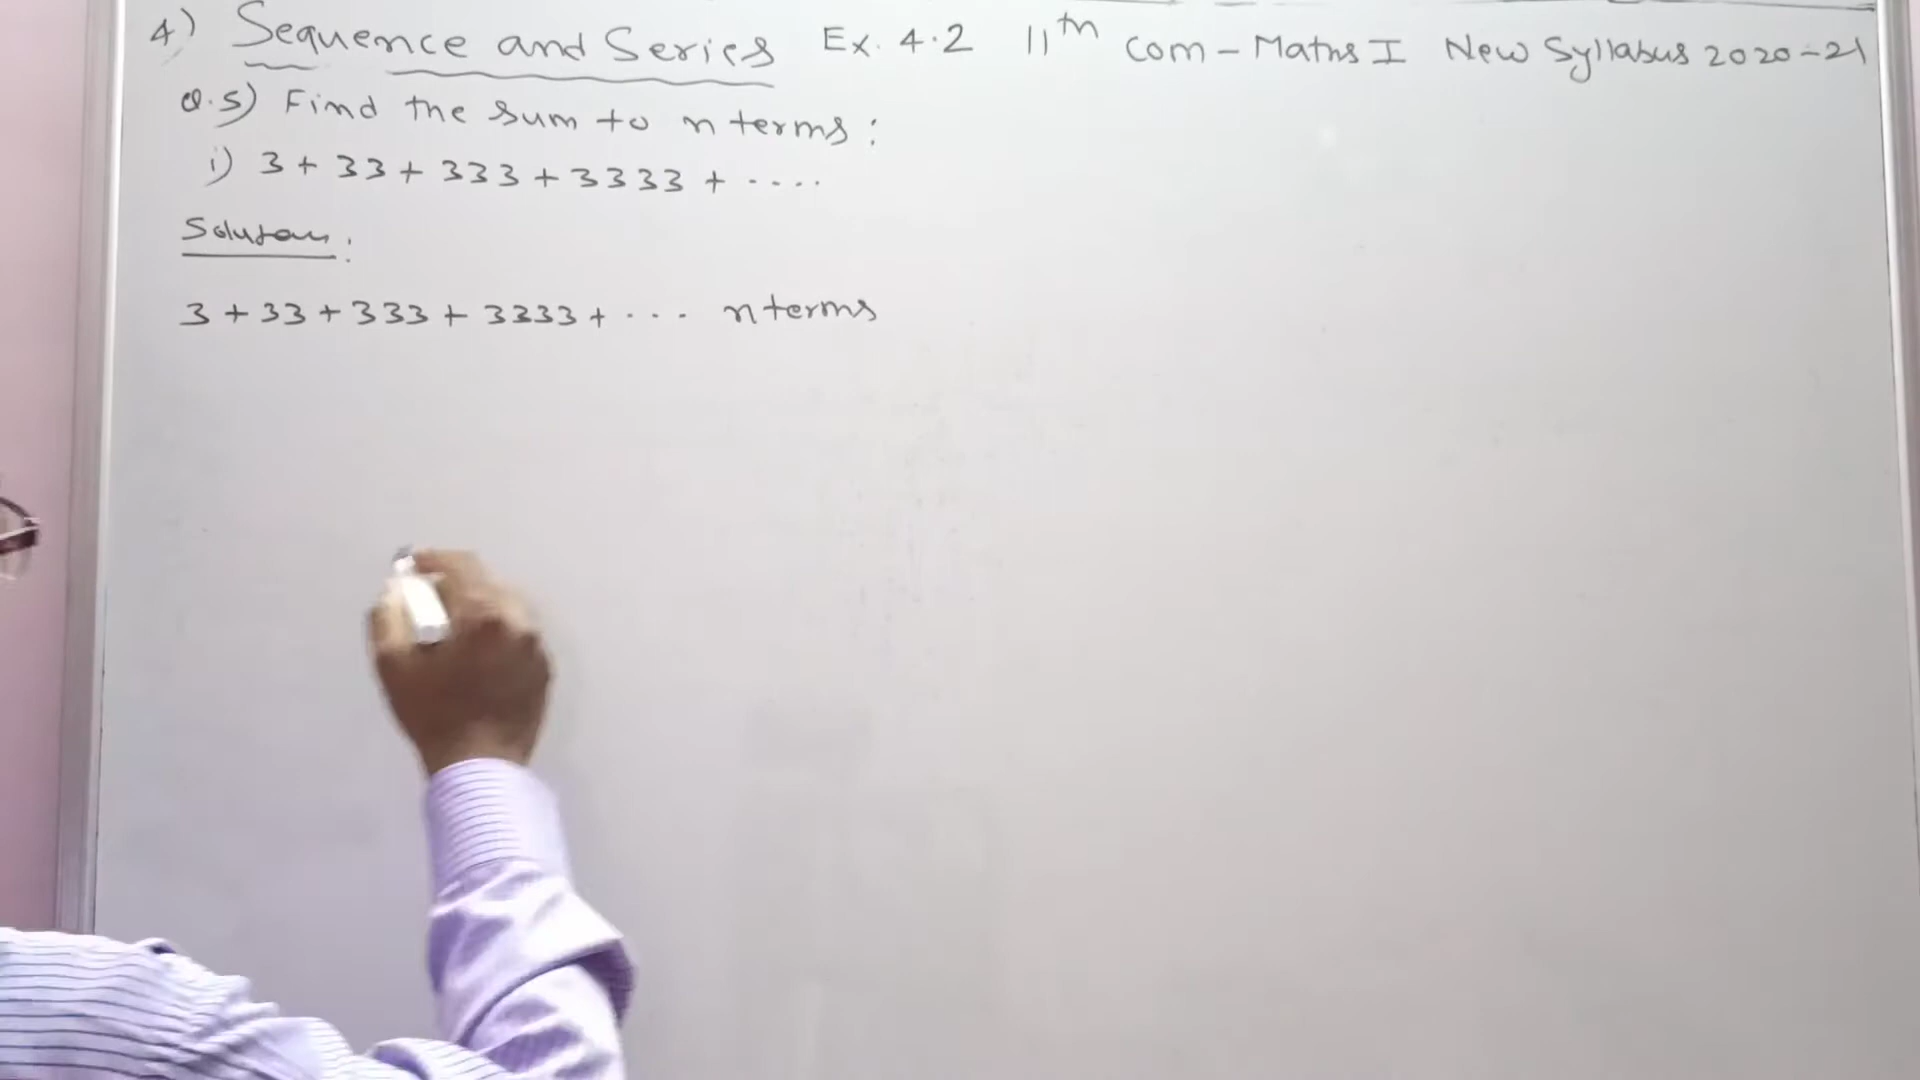 4) Sequence and Series Ex. 4.2 11th Com - Maths I New Syllabus 2020-21
Q.5) Find the sum to n terms :
i) 3 + 33 + 333 + 3333 + ....
Solution :
3 + 33 + 333 + 3333 + ... n terms